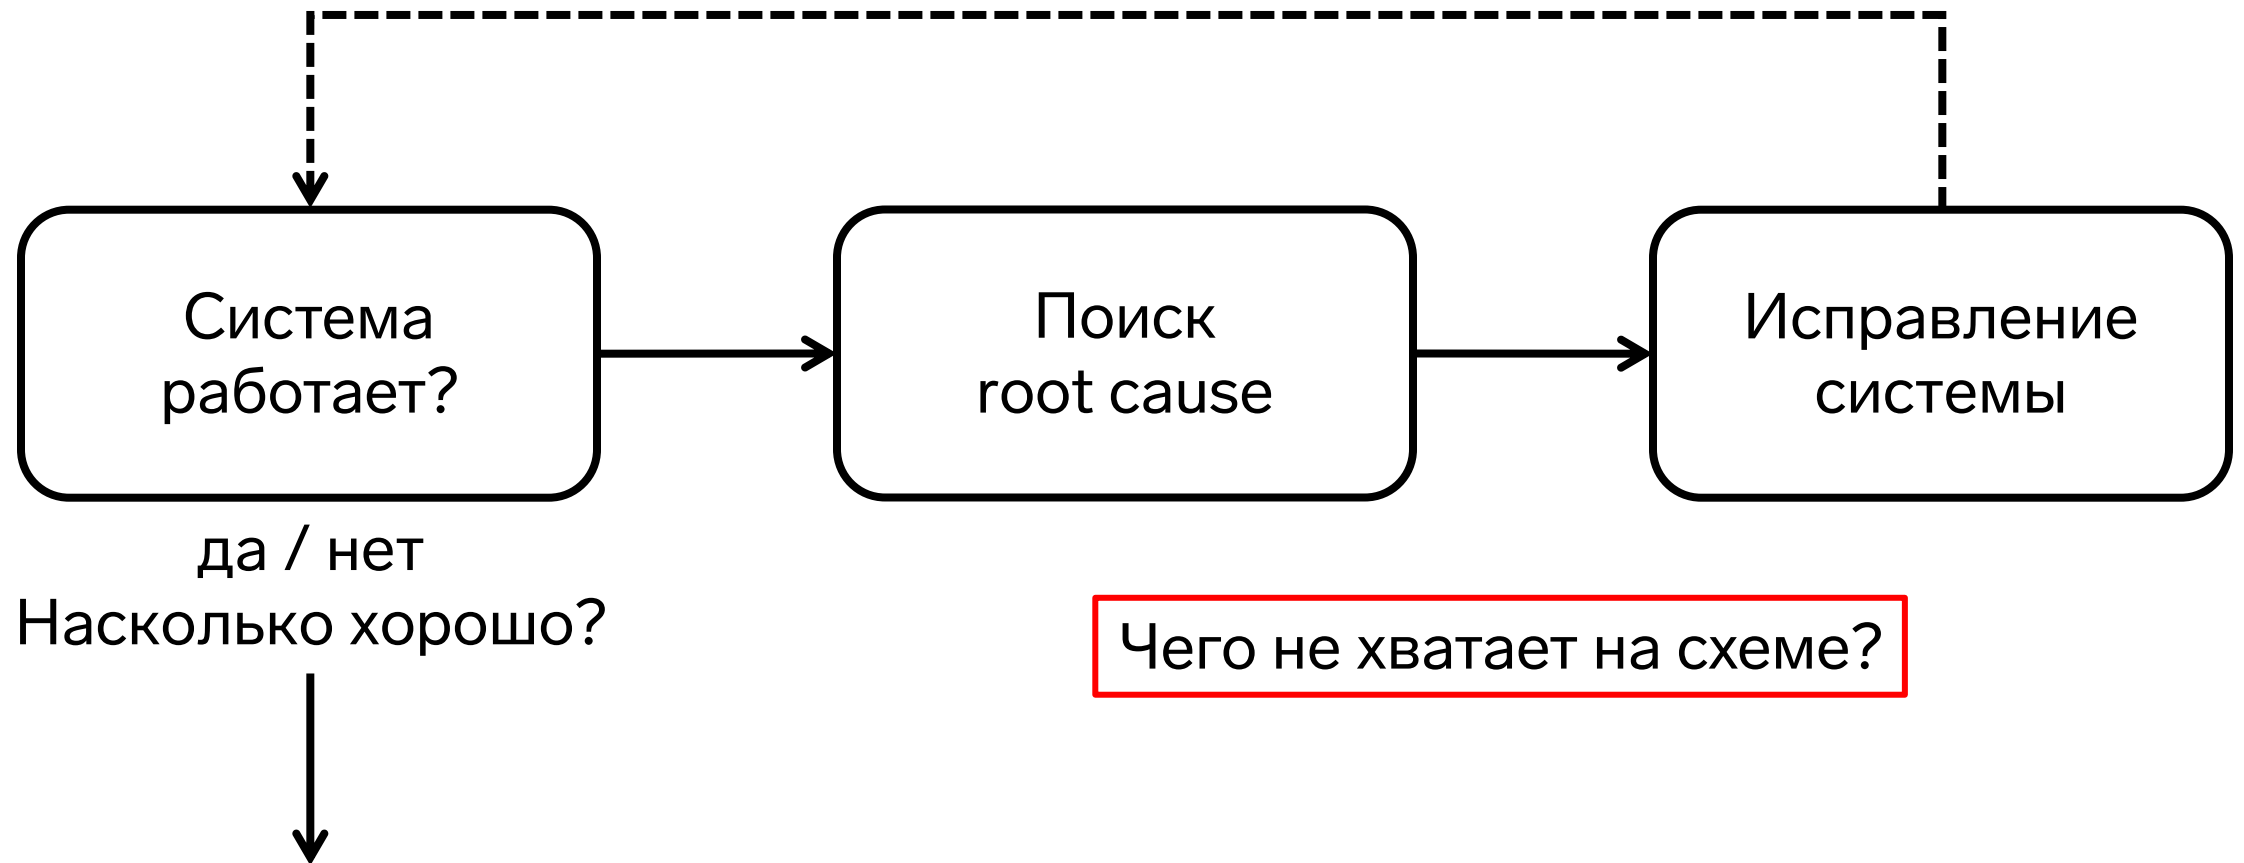 Система
работает?
Поиск
root cause
Исправление
системы
да / нет
Насколько хорошо?
Чего не хватает на схеме?